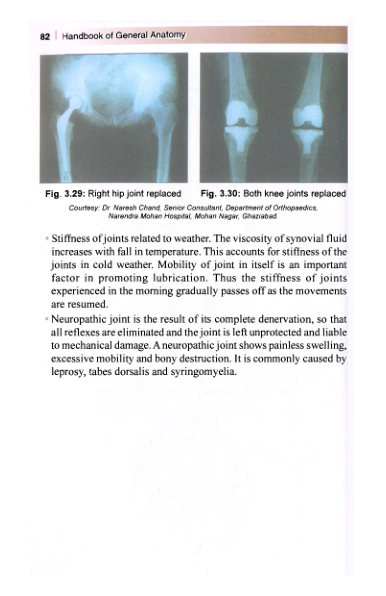 82 | Handbook of General Anatomy
Fig. 3.29: Right hip joint replaced
Fig. 3.30: Both knee joints replaced
Courtesy: Dr. Naresh Chand, Senior Consultant, Department of Orthopaedics,
Narendra Mohan Hospital, Mohan Nagar, Ghaziabad.
• Stiffness of joints related to weather. The viscosity of synovial fluid
increases with fall in temperature. This accounts for stiffness of the
joints in cold weather. Mobility of joint in itself is an important
factor in promoting lubrication. Thus the stiffness of joints
experienced in the morning gradually passes off as the movements
are resumed.
• Neuropathic joint is the result of its complete denervation, so that
all reflexes are eliminated and the joint is left unprotected and liable
to mechanical damage. A neuropathic joint shows painless swelling,
excessive mobility and bony destruction. It is commonly caused by
leprosy, tabes dorsalis and syringomyelia.